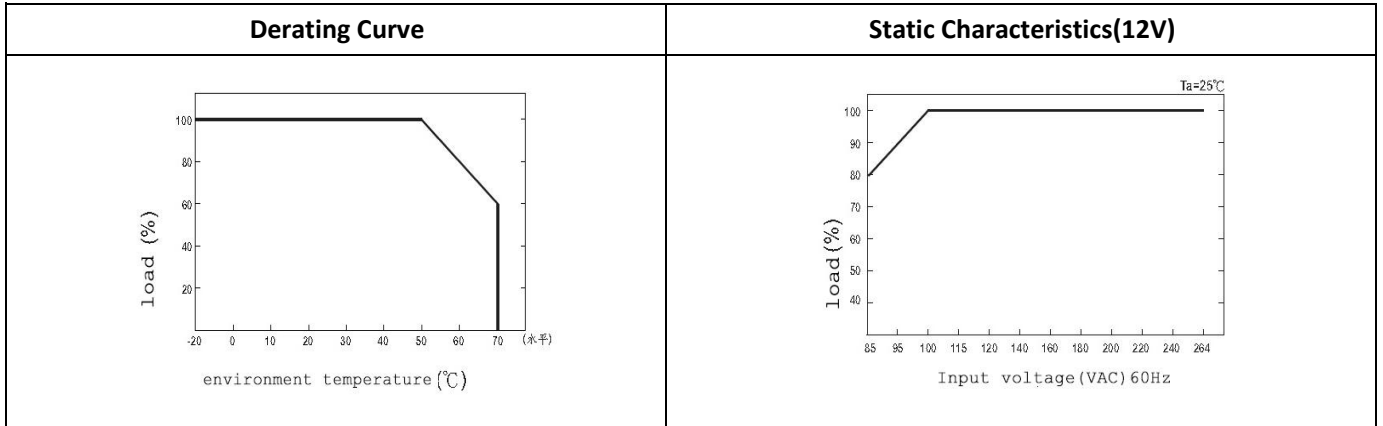 Derating Curve
Static Characteristics(12V)
100
80
60
40
20
load (%)
-20 0 10 20 30 40 50 60 70 (水平)
environment temperature(℃)
Ta=25℃
100
90
80
70
60
50
40
load(%)
85 95 100 115 120 140 160 180 200 220 240 264
Input voltage(VAC)60Hz